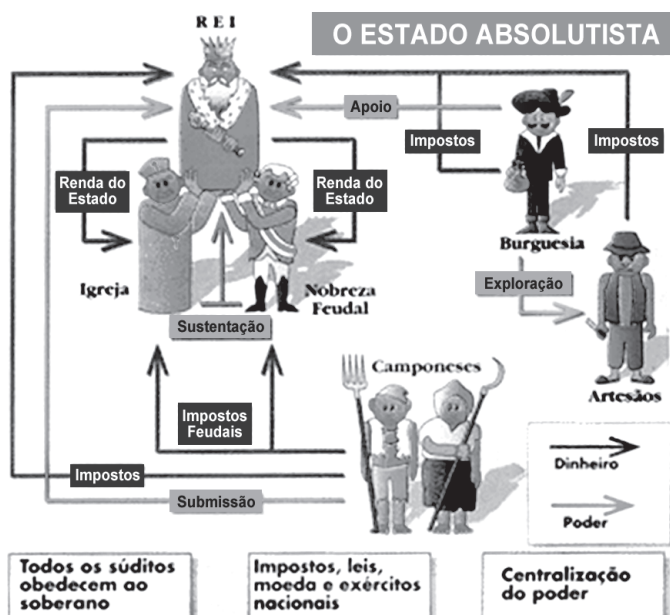 REI
O ESTADO ABSOLUTISTA
Apoio
Impostos
Impostos
Renda do
Estado
Renda do
Estado
Burguesia
Igreja
Nobreza
Feudal
Exploração
Sustentação
Camponeses
Artesãos
Impostos
Feudais
Dinheiro
Impostos
Submissão
Poder
Todos os súditos
obedecem ao
soberano
Impostos, leis,
moeda e exércitos
nacionais
Centralização
do poder